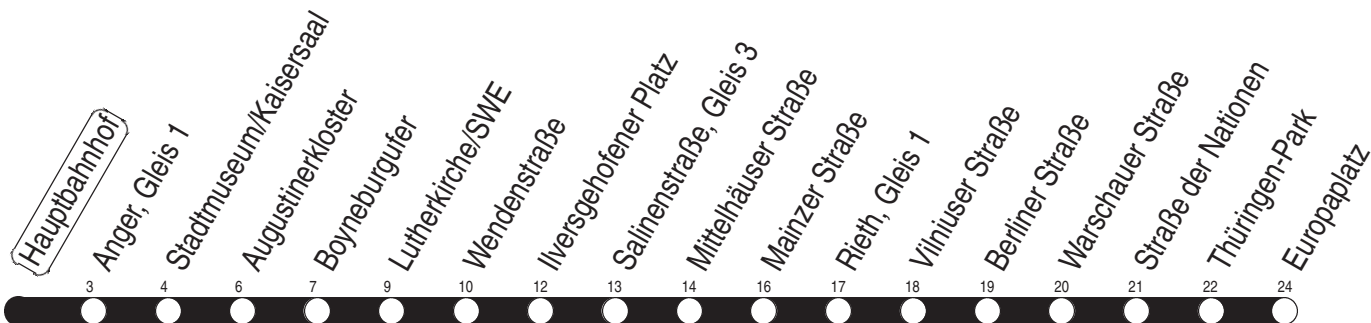 Hauptbahnhof
Anger, Gleis 1
Stadtmuseum/Kaisersaal
Augustinerkloster
Boyneburgufer
Lutherkirche/SWE
Wendenstraße
Ilversgehofener Platz
Salinenstraße, Gleis 3
Mittelhäuser Straße
Mainzer Straße
Rieth, Gleis 1
Vilniuser Straße
Berliner Straße
Warschauer Straße
Straße der Nationen
Thüringen-Park
Europaplatz
3 4 6 7 9 10 12 13 14 16 17 18 19 20 21 22 24